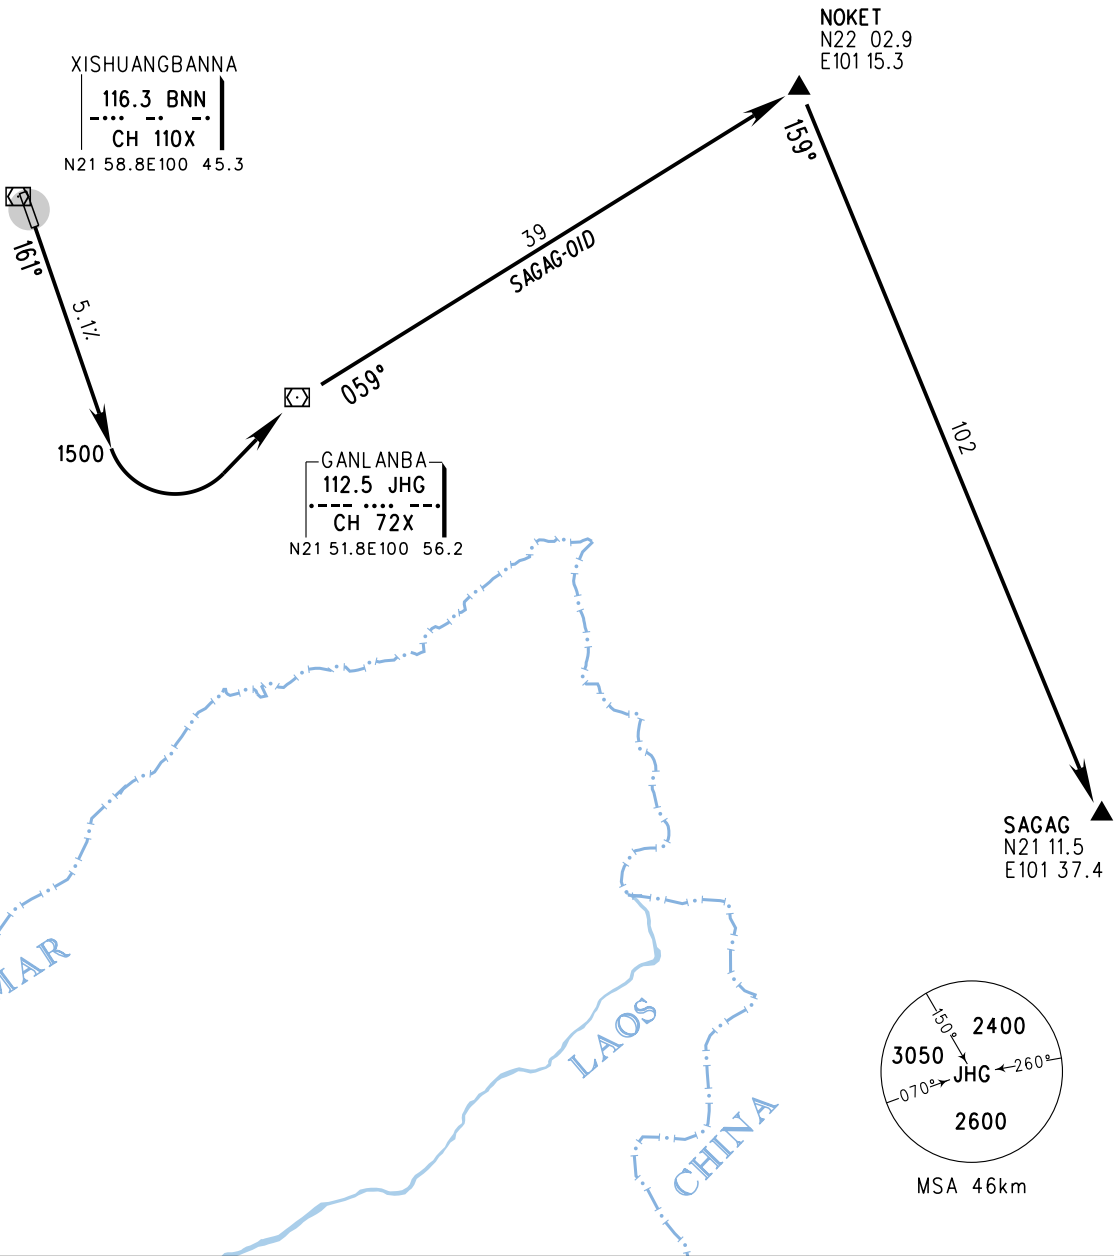 NOKET
N22 02.9
E101 15.3
XISHUANGBANNA
116.3 BNN
CH 110X
N21 58.8E100 45.3
159°
161°
39
SAGAG-01D
5.1%
059°
1500
102
GANLANBA
112.5 JHG
CH 72X
N21 51.8E100 56.2
SAGAG
N21 11.5
E101 37.4
MAR
LAOS
CHINA
150°
2400
3050
260°
JHG
070°
2600
MSA 46km